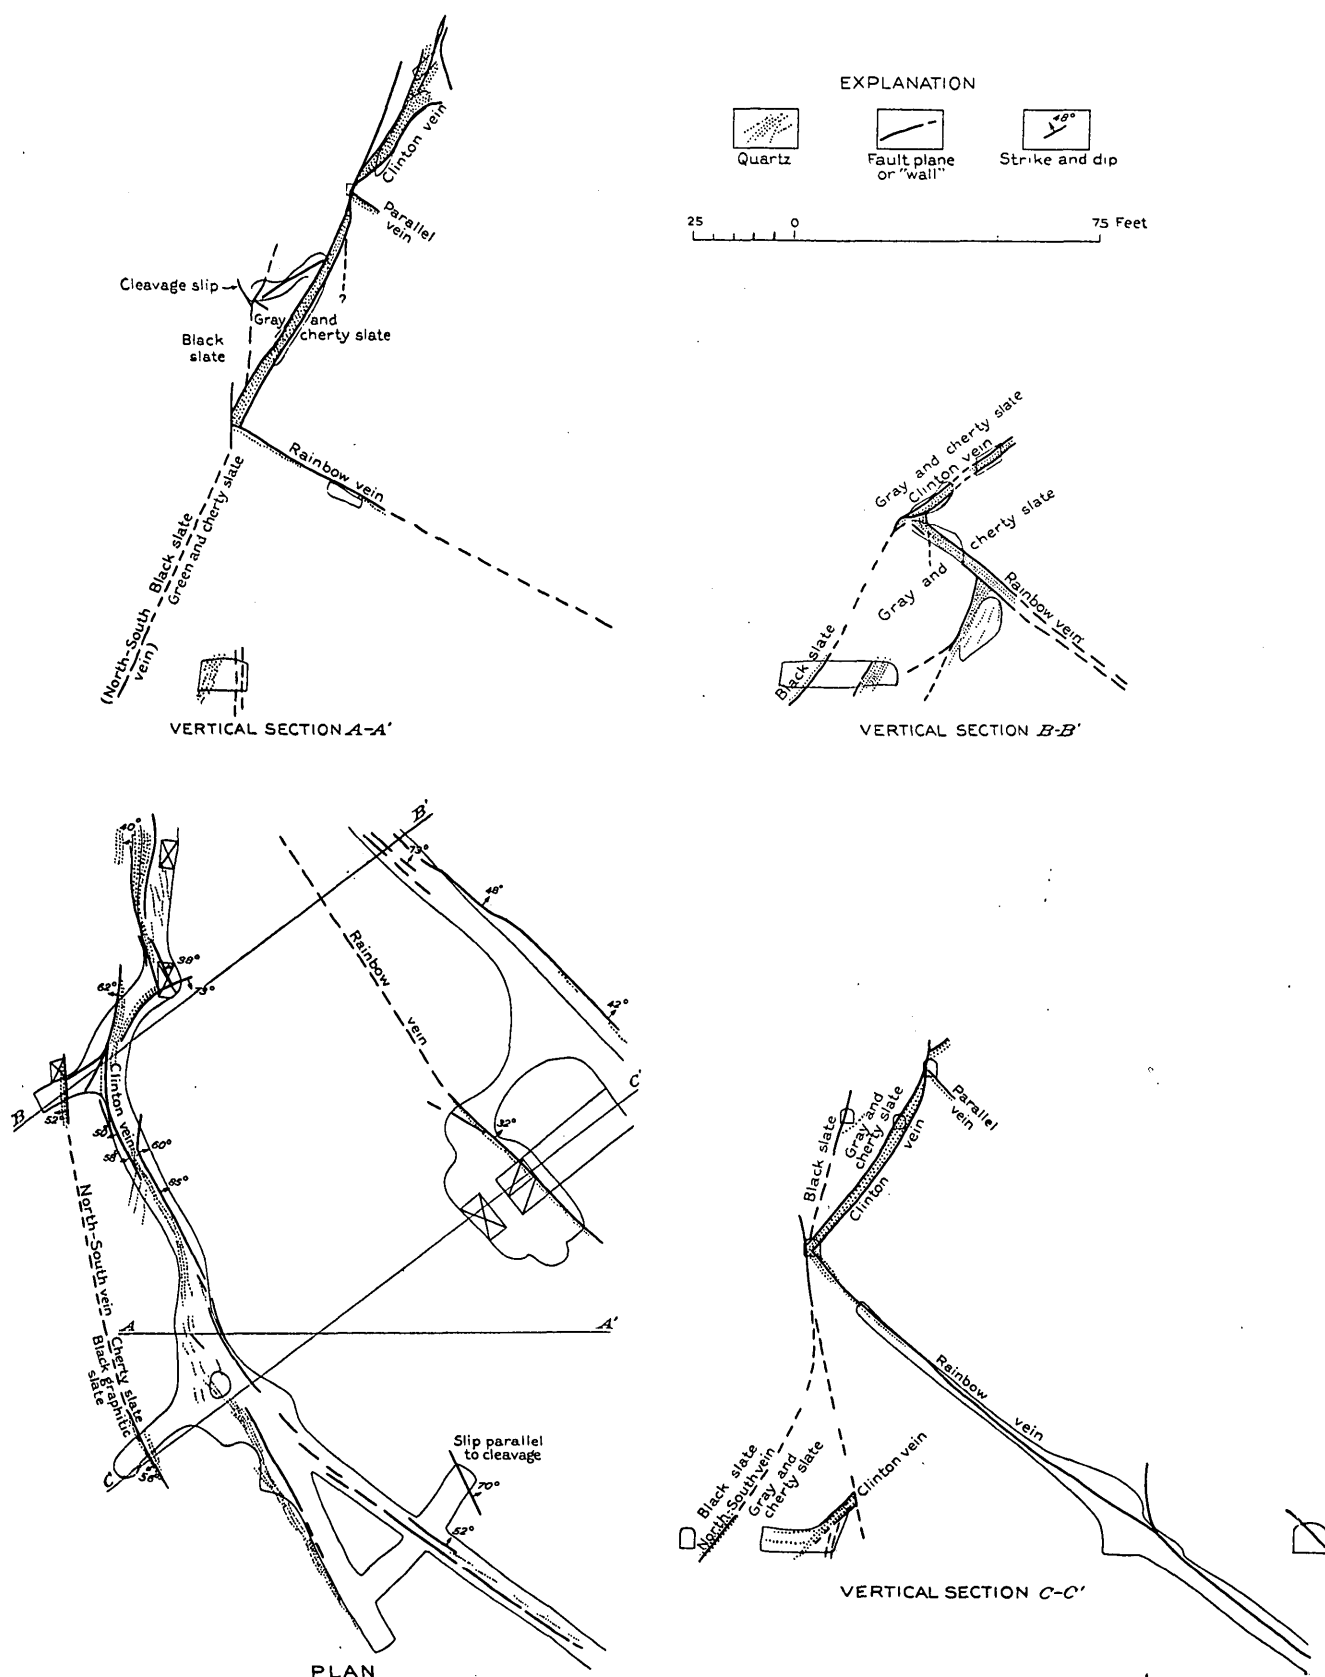 EXPLANATION
Quartz
Fault plane
or "wall"
48°
Strike and dip
25 0 75 Feet
Clinton vein
Parallel
vein
Cleavage slip
Gray and
cherty slate
Black
slate
Rainbow vein
Black slate
Green and cherty slate
(North-South
vein)
VERTICAL SECTION A-A'
Gray and cherty slate
Clinton vein
cherty slate
Gray and
Rainbow vein
Black slate
VERTICAL SECTION B-B'
40°
B'
73°
48°
38°
73°
62°
Rainbow
vein
42°
Clinton vein
B
52°
C'
32°
50°
58°
60°
65°
North-South vein
A
A'
Cherty slate
Black graphitic
slate
C
56°
Slip parallel
to cleavage
70°
52°
PLAN
Parallel
vein
Gray and
cherty slate
Black slate
Clinton
vein
Rainbow
vein
Black slate
North-South vein
Gray and
cherty slate
Clinton vein
VERTICAL SECTION C-C'